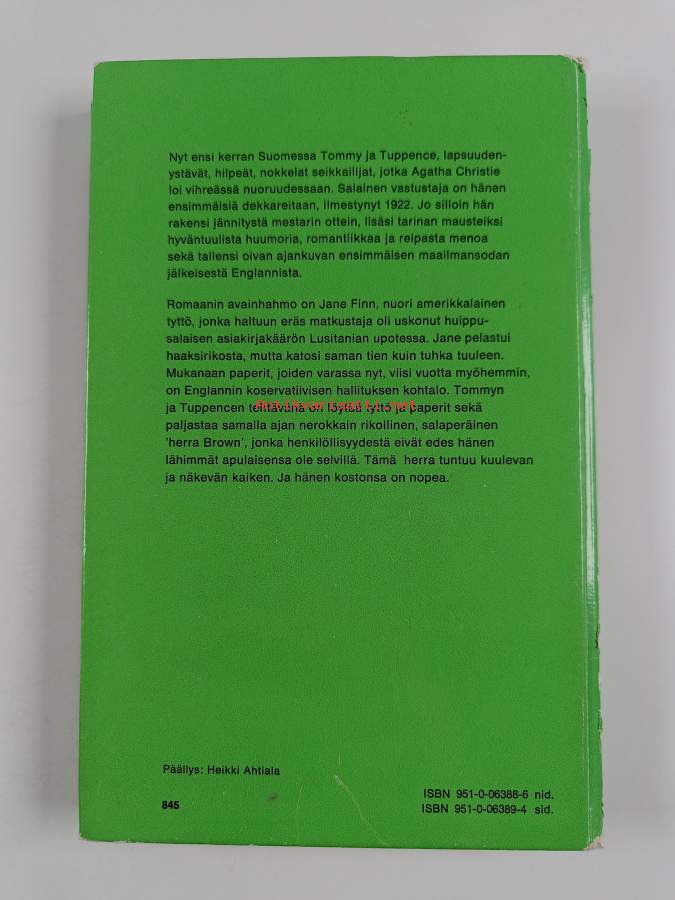 Nyt ensi kerran Suomessa Tommy ja Tuppence, lapsuuden-
ystävät, hilpeät, nokkelat seikkailijat, jotka Agatha Christie
loi vihreässä nuoruudessaan. Salainen vastustaja on hänen
ensimmäisiä dekkareitaan, ilmestynyt 1922. Jo silloin hän
rakensi jännitystä mestarin ottein, lisäsi tarinan mausteiksi
hyväntuulista huumoria, romantiikkaa ja reipasta menoa
sekä tallensi oivan ajankuvan ensimmäisen maailmansodan
jälkeisestä Englannista.
Romaanin avainhahmo on Jane Finn, nuori amerikkalainen
tyttö, jonka haltuun eräs matkustaja oli uskonut huippu-
salaisen asiakirjakäärön Lusitanian upotessa. Jane pelastui
haaksirikosta, mutta katosi saman tien kuin tuhka tuuleen.
Mukanaan paperit, joiden varassa nyt, viisi vuotta myöhemmin,
on Englannin koservatiivisen hallituksen kohtalo. Tommyn
Antikvariaatti.net
ja Tuppencen tehtävänä on löytää tyttö ja paperit sekä
paljastaa samalla ajan nerokkain rikollinen, salaperäinen
'herra Brown', jonka henkilöllisyydestä eivät edes hänen
lähimmät apulaisensa ole selvillä. Tämä herra tuntuu kuulevan
ja näkevän kaiken. Ja hänen kostonsa on nopea.
Päällys: Heikki Ahtiala
845
ISBN 951-0-06388-6 nid.
ISBN 951-0-06389-4 sid.